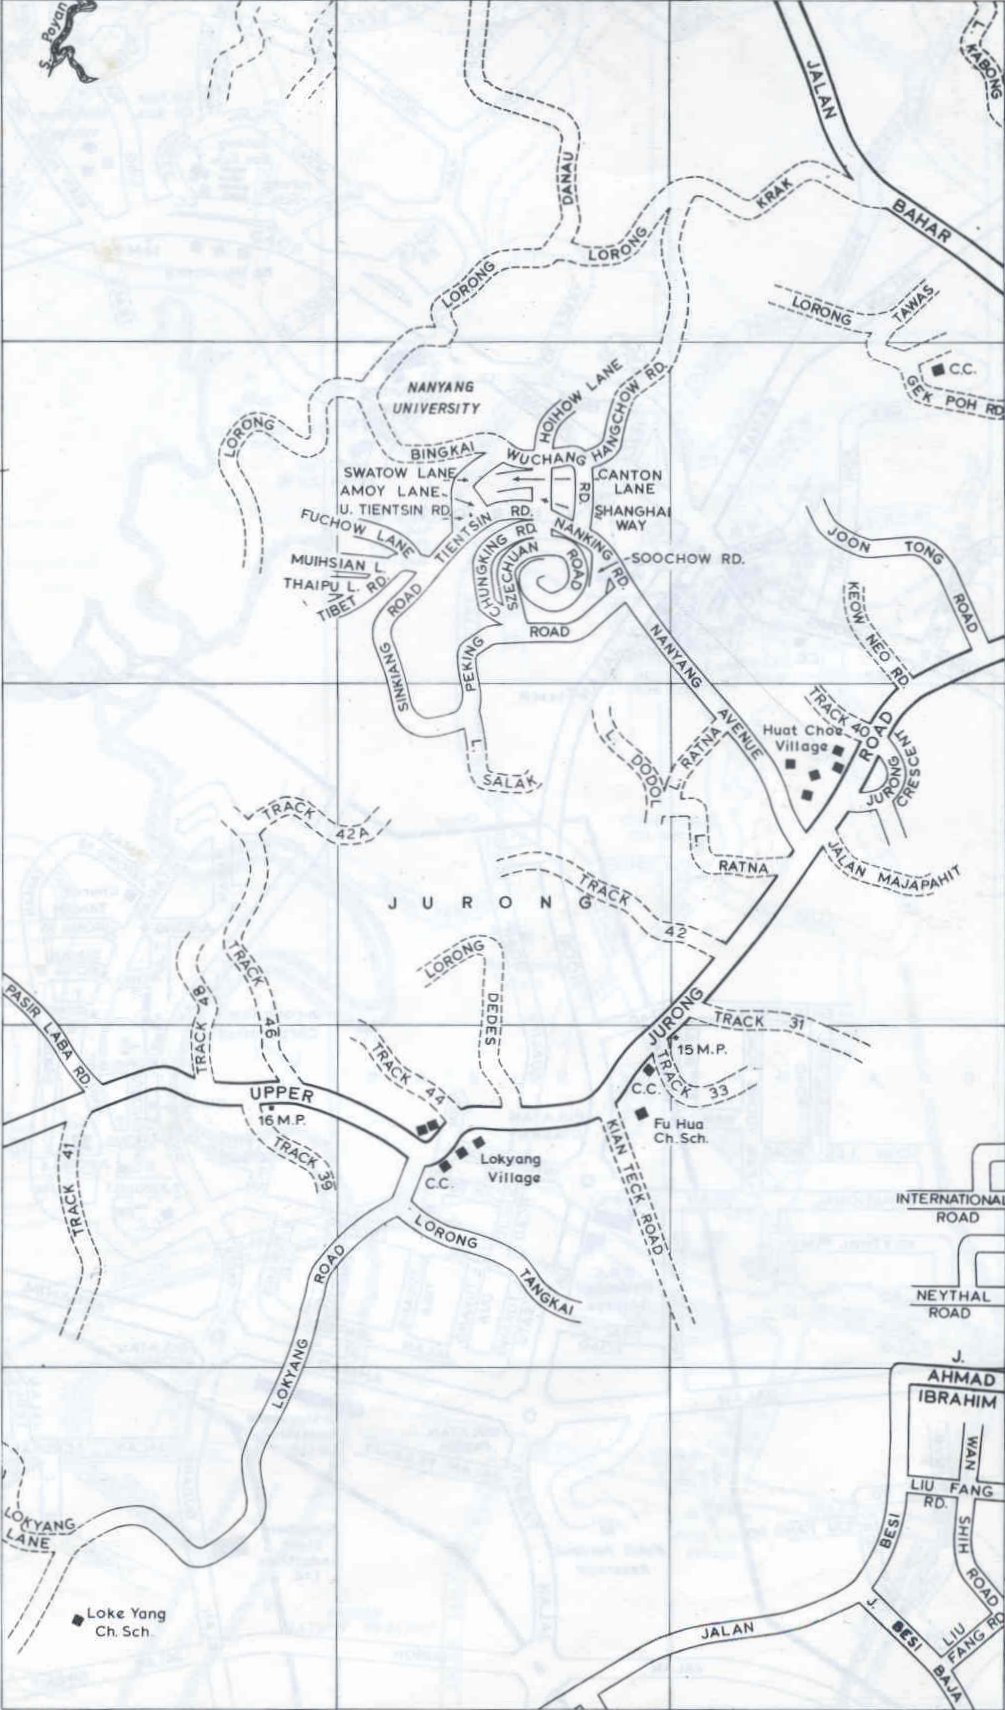 S. Poyan
L. KABONG
JALAN
BAHAR
DANAU
KRAK
LORONG
LORONG
LORONG
TAWAS
C.C.
GEK POH RD.
NANYANG
UNIVERSITY
HOIHOW LANE
HANGCHOW RD.
LORONG
BINGKAI
WUCHANG
RD.
SWATOW LANE
AMOY LANE
U. TIENTSIN RD.
CANTON
LANE
SHANGHAI
WAY
FUCHOW LANE
TIENTSIN RD.
NANKING RD.
MUIHSIAN L.
THAIPU L.
TIBET RD.
CHUNGKING RD.
SZECHUAN
ROAD
SOOCHOW RD.
JOON TONG
ROAD
KEOW NEO RD.
SINKIANG
ROAD
PEKING
ROAD
NANYANG
AVENUE
TRACK 40
Huat Choe
Village
ROAD
JURONG
CRESCENT
L.
SALAK
L.
DODOL
L. RATNA
L.
RATNA
JALAN MAJAPAHIT
TRACK
42A
JURONG
TRACK
42
LORONG
DEDES
TRACK 48
TRACK
46
PASIR LABA RD.
JURONG
TRACK 31
15 M.P.
TRACK 33
C.C.
Fu Hua
Ch. Sch.
TRACK 44
UPPER
16 M.P.
TRACK 39
TRACK 41
Lokyang
Village
C.C.
KIAN TECK ROAD
LORONG
TANGKAI
INTERNATIONAL
ROAD
NEYTHAL
ROAD
LOKYANG
ROAD
J.
AHMAD
IBRAHIM
WAN
LIU FANG
RD.
SHIH
ROAD
BESI
LOKYANG
LANE
Loke Yang
Ch. Sch.
JALAN
J.
BESI
BAJA
LIU
FANG RD.